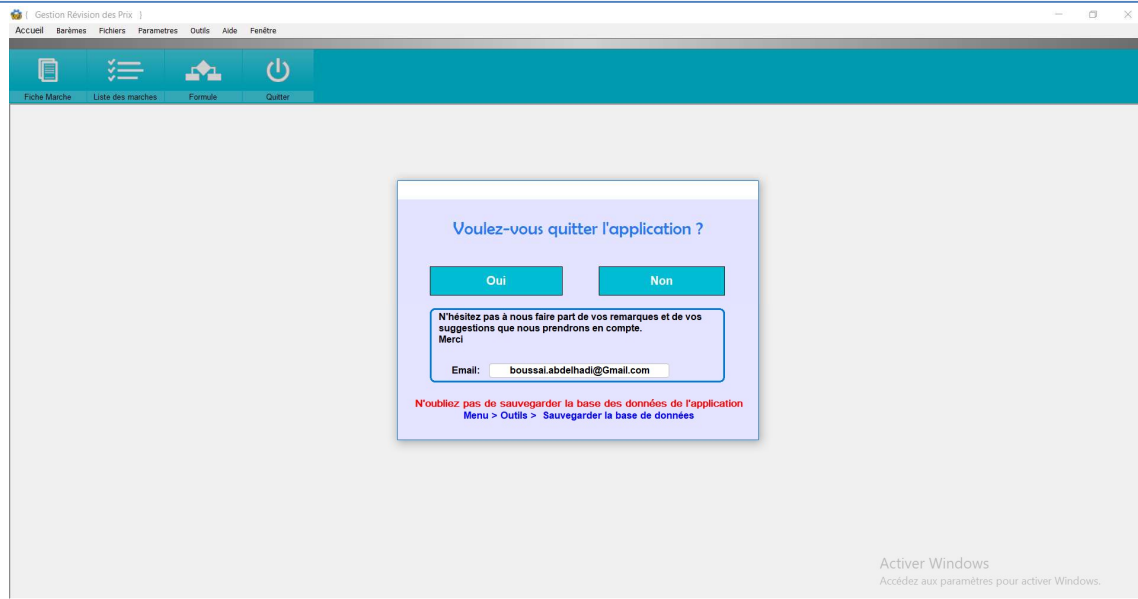 { Gestion Révision des Prix }
Accueil Barèmes Fichiers Parametres Outils Aide Fenêtre
Fiche Marche Liste des marches Formule Quitter
Voulez-vous quitter l'application ?
Oui Non
N'hésitez pas à nous faire part de vos remarques et de vos
suggestions que nous prendrons en compte.
Merci
Email: boussai.abdelhadi@Gmail.com
N'oubliez pas de sauvegarder la base des données de l'application
Menu > Outils > Sauvegarder la base de données
Activer Windows
Accédez aux paramètres pour activer Windows.